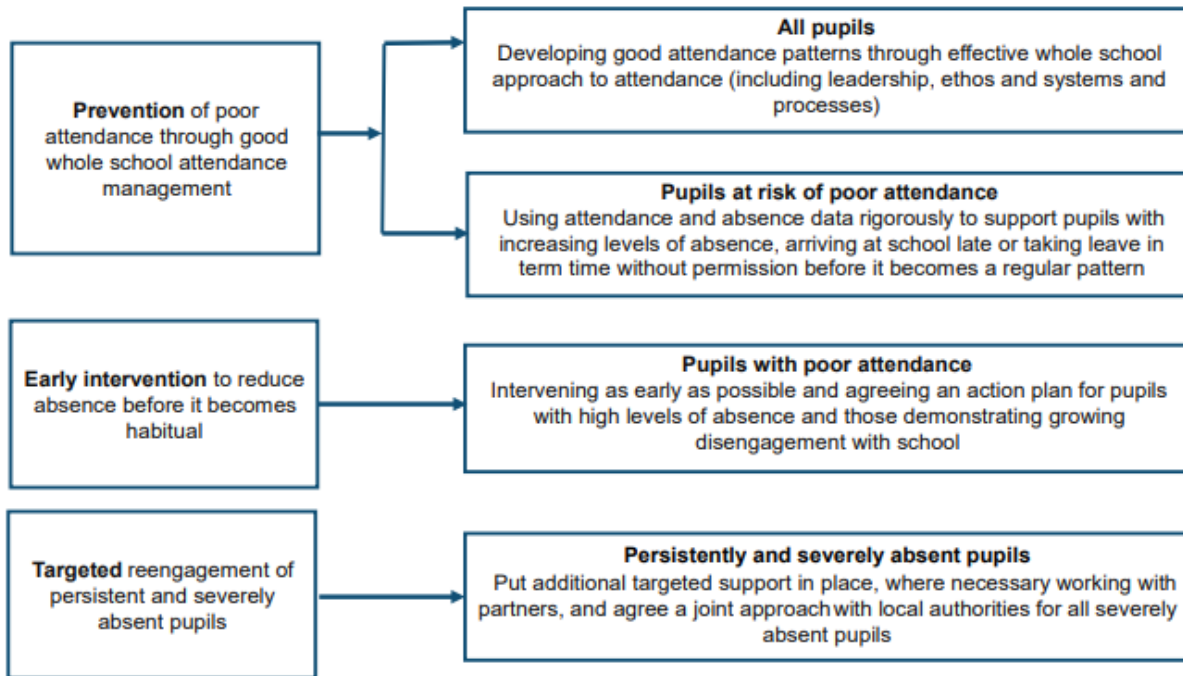 Prevention of poor
attendance through good
whole school attendance
management
All pupils
Developing good attendance patterns through effective whole school
approach to attendance (including leadership, ethos and systems and
processes)
Pupils at risk of poor attendance
Using attendance and absence data rigorously to support pupils with
increasing levels of absence, arriving at school late or taking leave in
term time without permission before it becomes a regular pattern
Early intervention to reduce
absence before it becomes
habitual
Pupils with poor attendance
Intervening as early as possible and agreeing an action plan for pupils
with high levels of absence and those demonstrating growing
disengagement with school
Targeted reengagement of
persistent and severely
absent pupils
Persistently and severely absent pupils
Put additional targeted support in place, where necessary working with
partners, and agree a joint approach with local authorities for all severely
absent pupils